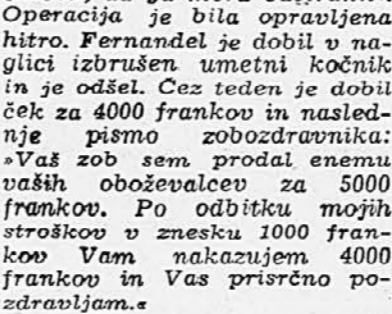 Operacija je bila opravljena
hitro. Fernandel je dobil v na-
glici izbrušen umetni kočnik
in je odšel. Čez teden je dobil
ček za 4000 frankov in nasled-
nje pismo zobozdravnika:
»Vaš zob sem prodal enemu
vaših oboževalcev za 5000
frankov. Po odbitku mojih
stroškov v znesku 1000 fran-
kov Vam nakazujem 4000
frankov in Vas prisrčno po-
zdravljam.«